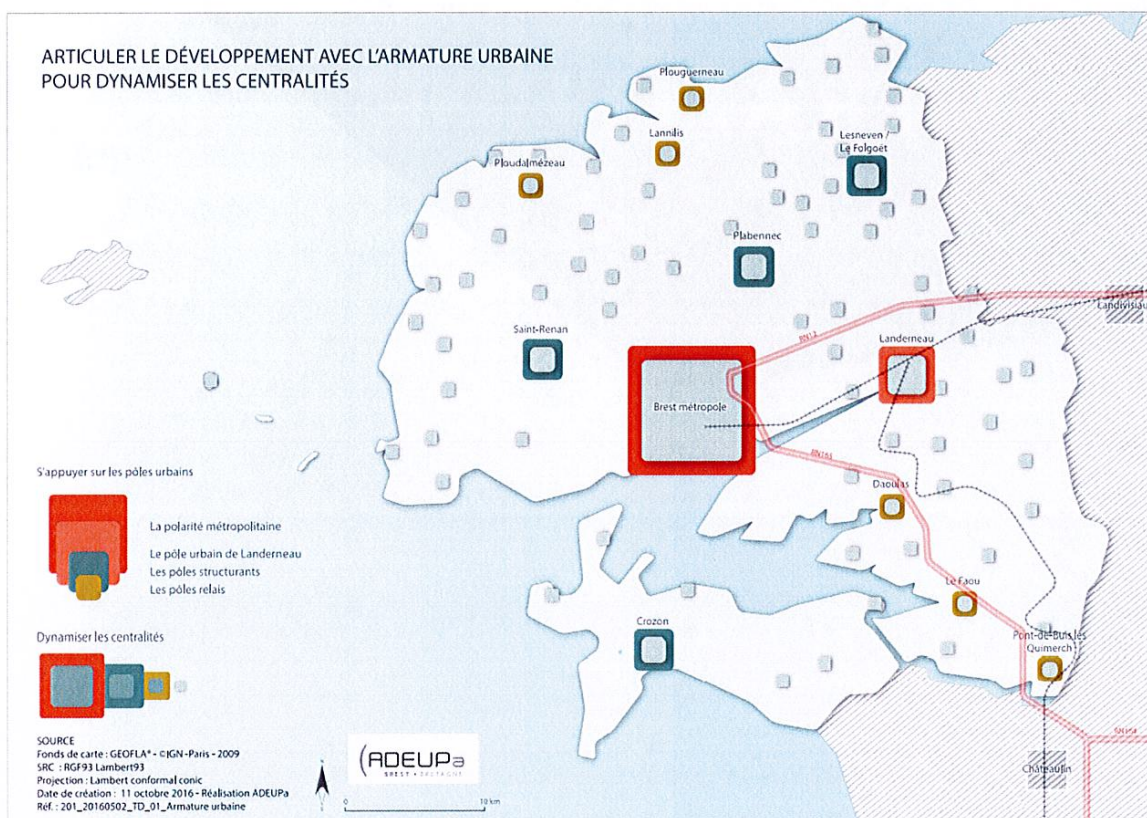 ARTICULER LE DÉVELOPPEMENT AVEC L'ARMATURE URBAINE
POUR DYNAMISER LES CENTRALITÉS
Plouguerneau
Lannilis
Lesneven /
Le Folgoët
Ploudalmézeau
Plabennec
Landivisiau
RN12
Saint-Renan
Landerneau
Brest métropole
RN165
Daoulas
Le Faou
Crozon
Pont-de-Buis lès
Quimerch
RN164
Châteaulin
S'appuyer sur les pôles urbains
La polarité métropolitaine
Le pôle urbain de Landerneau
Les pôles structurants
Les pôles relais
Dynamiser les centralités
SOURCE
Fonds de carte : GEOFLA® - ©IGN-Paris - 2009
SRC : RGF93 Lambert93
Projection : Lambert conformal conic
Date de création : 11 octobre 2016 - Réalisation ADEUPa
Réf. : 201_20160502_TD_01_Armature urbaine
ADEUPa
BREST • BRETAGNE
0 10 km